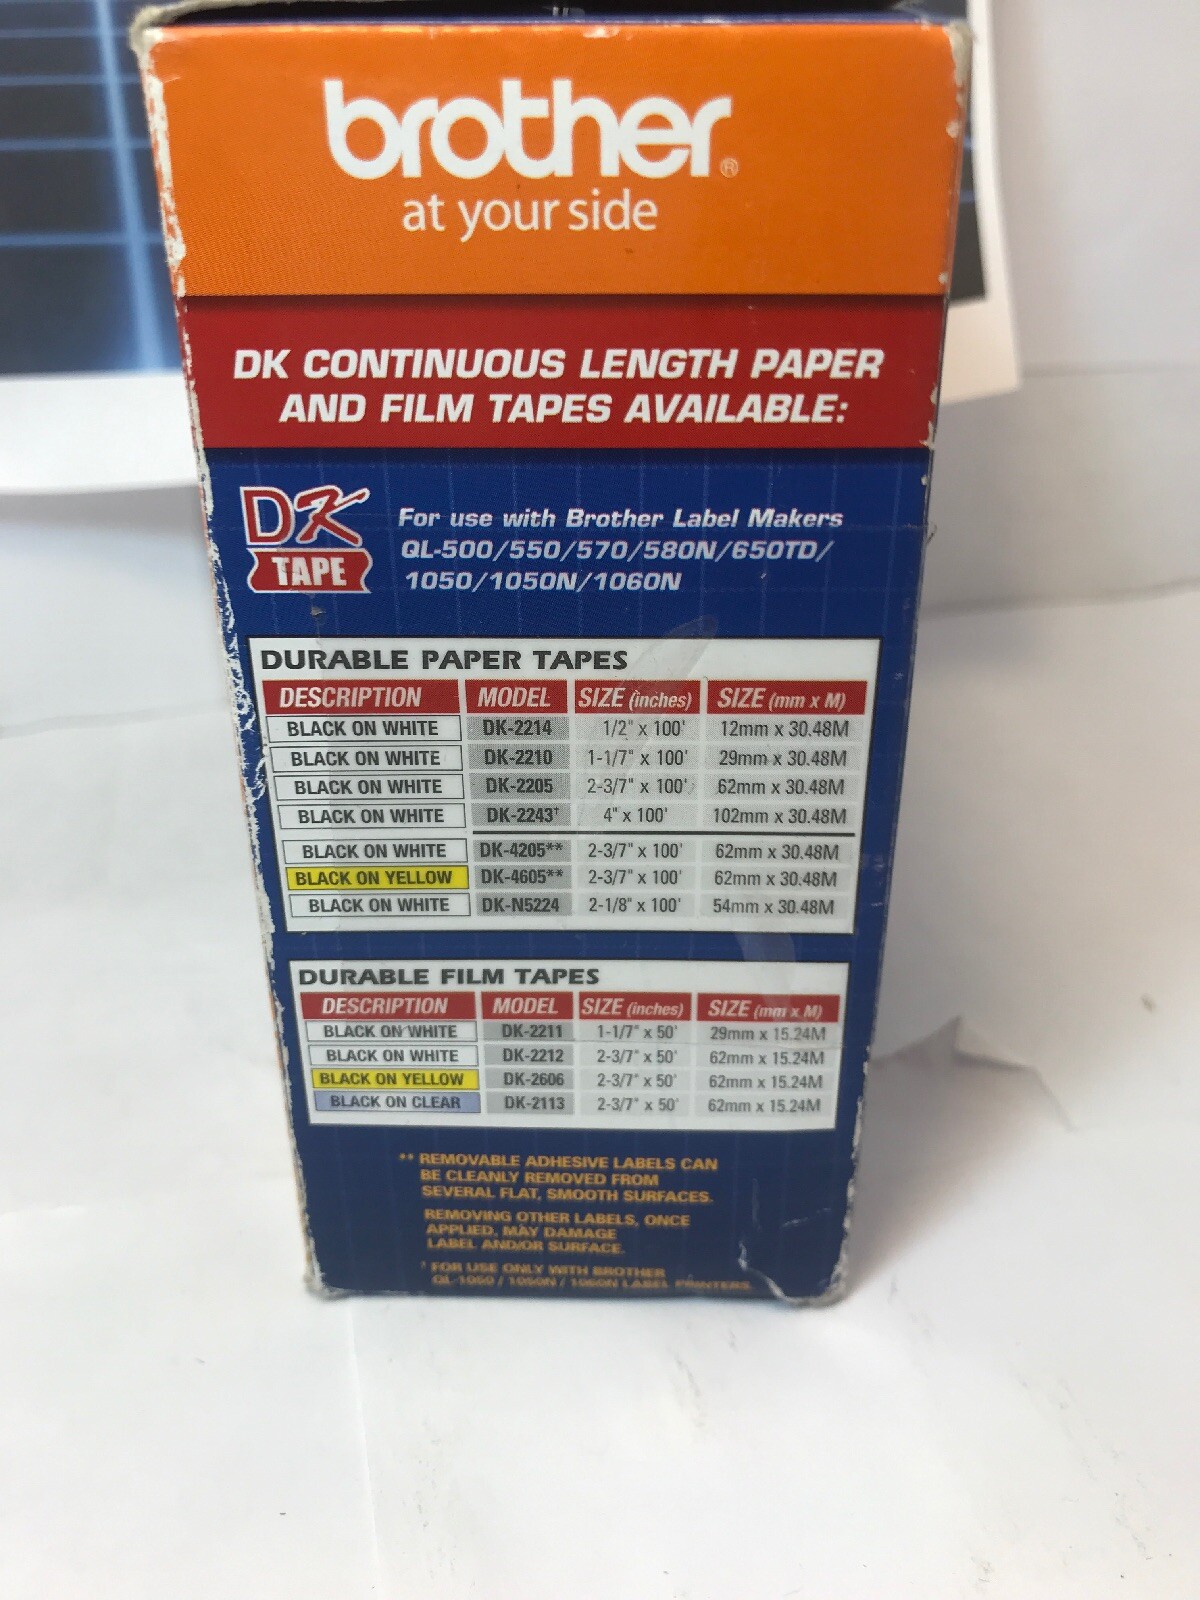 brother®
at your side
DK CONTINUOUS LENGTH PAPER
AND FILM TAPES AVAILABLE:
DK
TAPE
For use with Brother Label Makers
QL-500/550/570/580N/650TD/
1050/1050N/1060N
DURABLE PAPER TAPES
DESCRIPTION MODEL SIZE (inches) SIZE (mm x M)
BLACK ON WHITE DK-2214 1/2" x 100' 12mm x 30.48M
BLACK ON WHITE DK-2210 1-1/7" x 100' 29mm x 30.48M
BLACK ON WHITE DK-2205 2-3/7" x 100' 62mm x 30.48M
BLACK ON WHITE DK-2243† 4" x 100' 102mm x 30.48M
BLACK ON WHITE DK-4205** 2-3/7" x 100' 62mm x 30.48M
BLACK ON YELLOW DK-4605** 2-3/7" x 100' 62mm x 30.48M
BLACK ON WHITE DK-N5224 2-1/8" x 100' 54mm x 30.48M
DURABLE FILM TAPES
DESCRIPTION MODEL SIZE (inches) SIZE (mm x M)
BLACK ON WHITE DK-2211 1-1/7" x 50' 29mm x 15.24M
BLACK ON WHITE DK-2212 2-3/7" x 50' 62mm x 15.24M
BLACK ON YELLOW DK-2606 2-3/7" x 50' 62mm x 15.24M
BLACK ON CLEAR DK-2113 2-3/7" x 50' 62mm x 15.24M
** REMOVABLE ADHESIVE LABELS CAN
BE CLEANLY REMOVED FROM
SEVERAL FLAT, SMOOTH SURFACES.
REMOVING OTHER LABELS, ONCE
APPLIED, MAY DAMAGE
LABEL AND/OR SURFACE.
† FOR USE ONLY WITH BROTHER
QL-1050 / 1050N / 1060N LABEL PRINTERS.